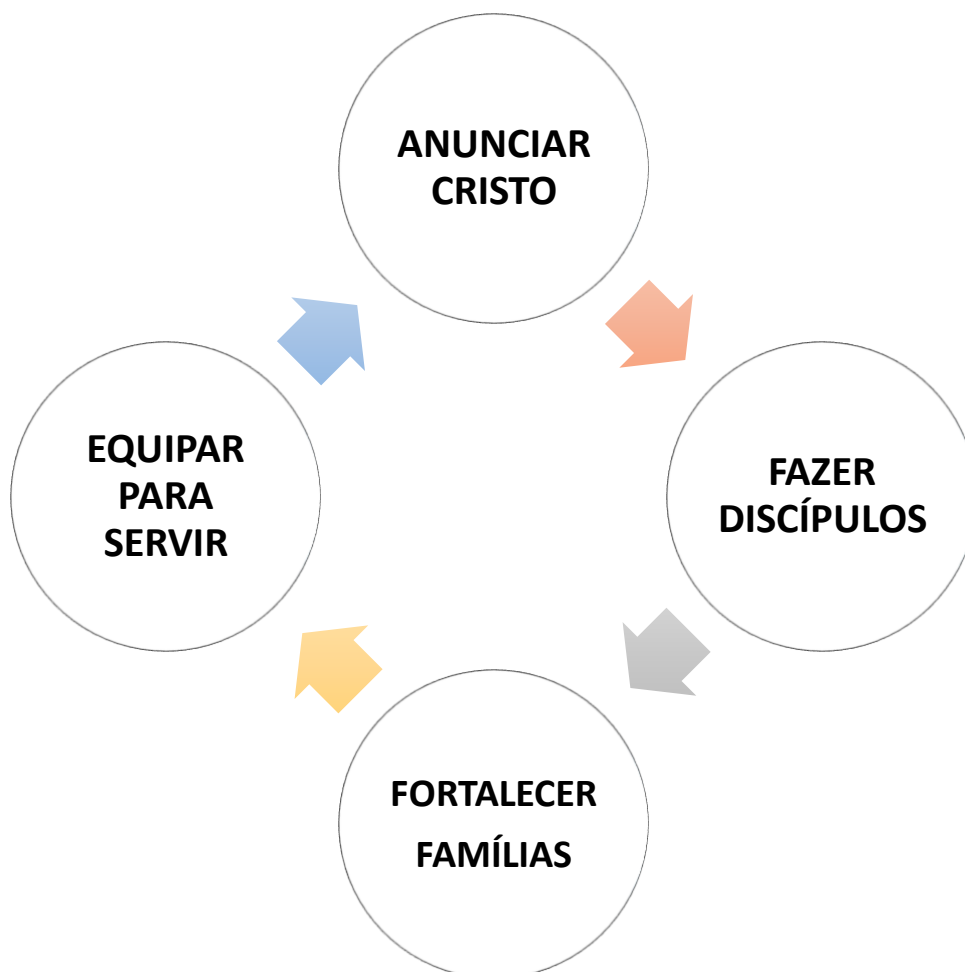 ANUNCIAR
CRISTO
FAZER
DISCÍPULOS
FORTALECER
FAMÍLIAS
EQUIPAR
PARA
SERVIR